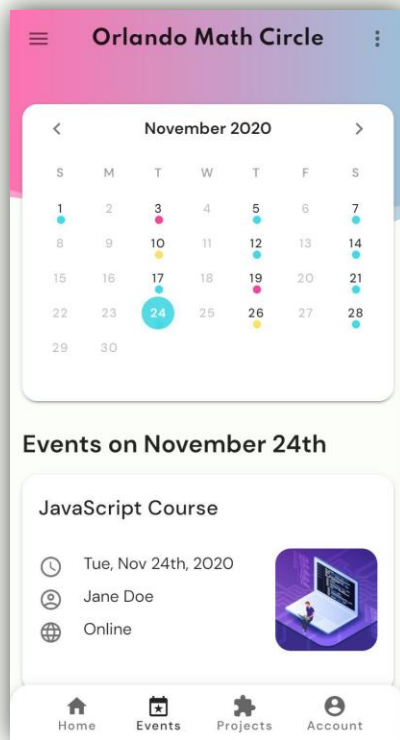 Orlando Math Circle
November 2020
S M T W T F S
1 2 3 4 5 6 7
8 9 10 11 12 13 14
15 16 17 18 19 20 21
22 23 24 25 26 27 28
29 30
Events on November 24th
JavaScript Course
Tue, Nov 24th, 2020
Jane Doe
Online
Home Events Projects Account